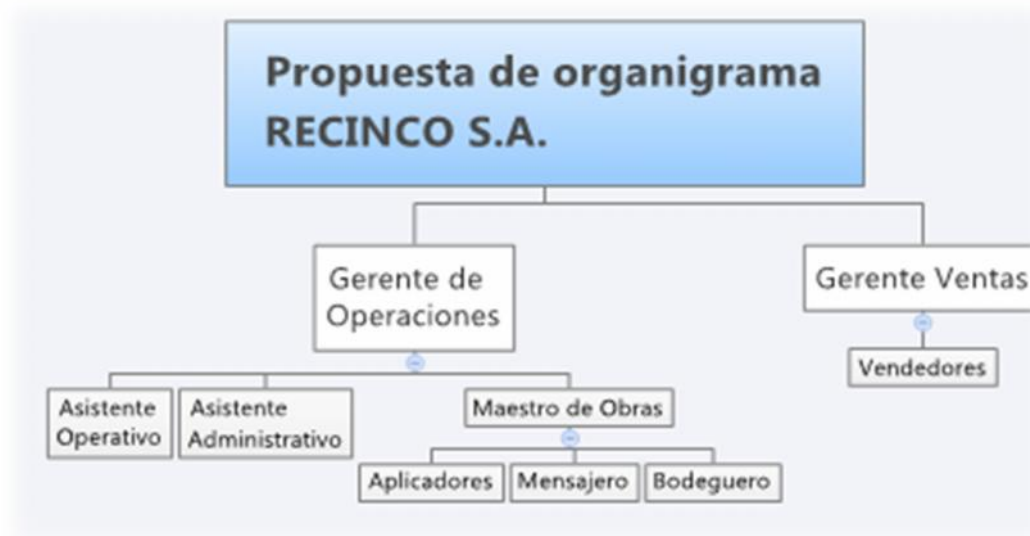 Propuesta de organigrama
RECINCO S.A.
Gerente de
Operaciones
Gerente Ventas
Vendedores
Asistente
Operativo
Asistente
Administrativo
Maestro de Obras
Aplicadores
Mensajero
Bodeguero